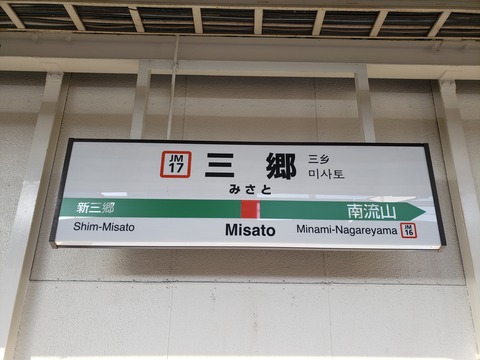 JM
17
三郷
三乡
미사토
みさと
新三郷
南流山
Shim-Misato
Misato
Minami-Nagareyama
JM
16